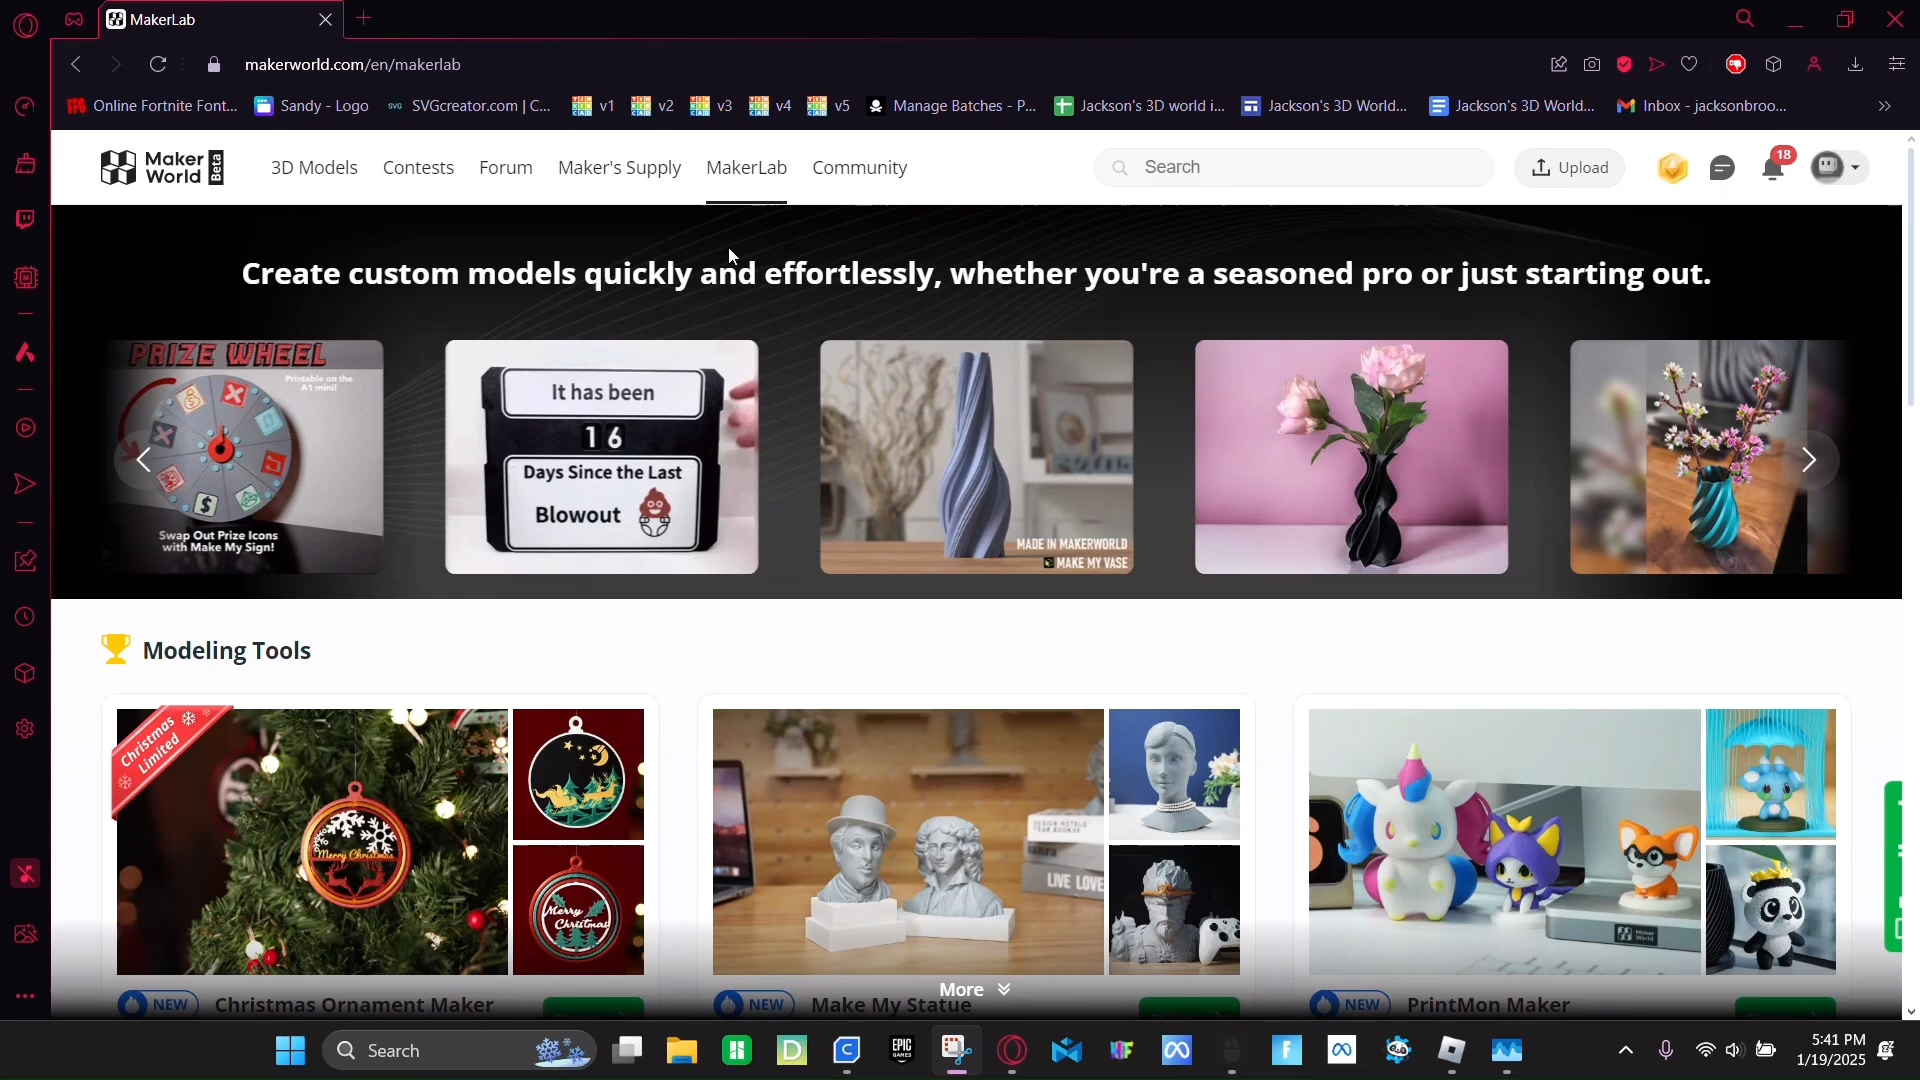 MakerLab
makerworld.com/en/makerlab
Online Fortnite Font...
Sandy - Logo
SVG
SVGcreator.com | C...
v1
v2
v3
v4
v5
Manage Batches - P...
Jackson's 3D world i...
Jackson's 3D World...
Jackson's 3D World...
Inbox - jacksonbroo...
Maker
World
Beta
3D Models
Contests
Forum
Maker's Supply
MakerLab
Community
Search
Upload
18
Create custom models quickly and effortlessly, whether you're a seasoned pro or just starting out.
PRIZE WHEEL
Printable on the
A1 mini!
Swap Out Prize Icons
with Make My Sign!
It has been
16
Days Since the Last
Blowout
MADE IN MAKERWORLD
MAKE MY VASE
Modeling Tools
Christmas
Limited
Merry Christmas
Merry
Christmas
LIVE LOVE
Maker
World
More
NEW
Christmas Ornament Maker
NEW
Make My Statue
NEW
PrintMon Maker
Search
EPIC
GAMES
5:41 PM
1/19/2025